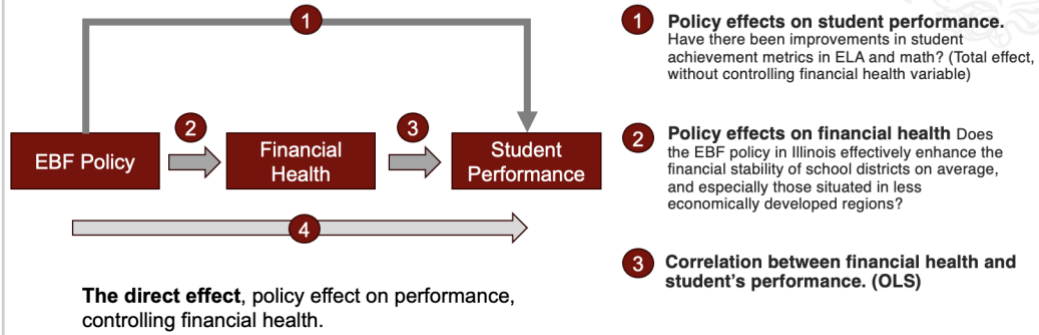 1
2
3
EBF Policy
Financial
Health
Student
Performance
4
The direct effect, policy effect on performance,
controlling financial health.
1
Policy effects on student performance.
Have there been improvements in student
achievement metrics in ELA and math? (Total effect,
without controlling financial health variable)
2
Policy effects on financial health Does
the EBF policy in Illinois effectively enhance the
financial stability of school districts on average,
and especially those situated in less
economically developed regions?
3
Correlation between financial health and
student's performance. (OLS)